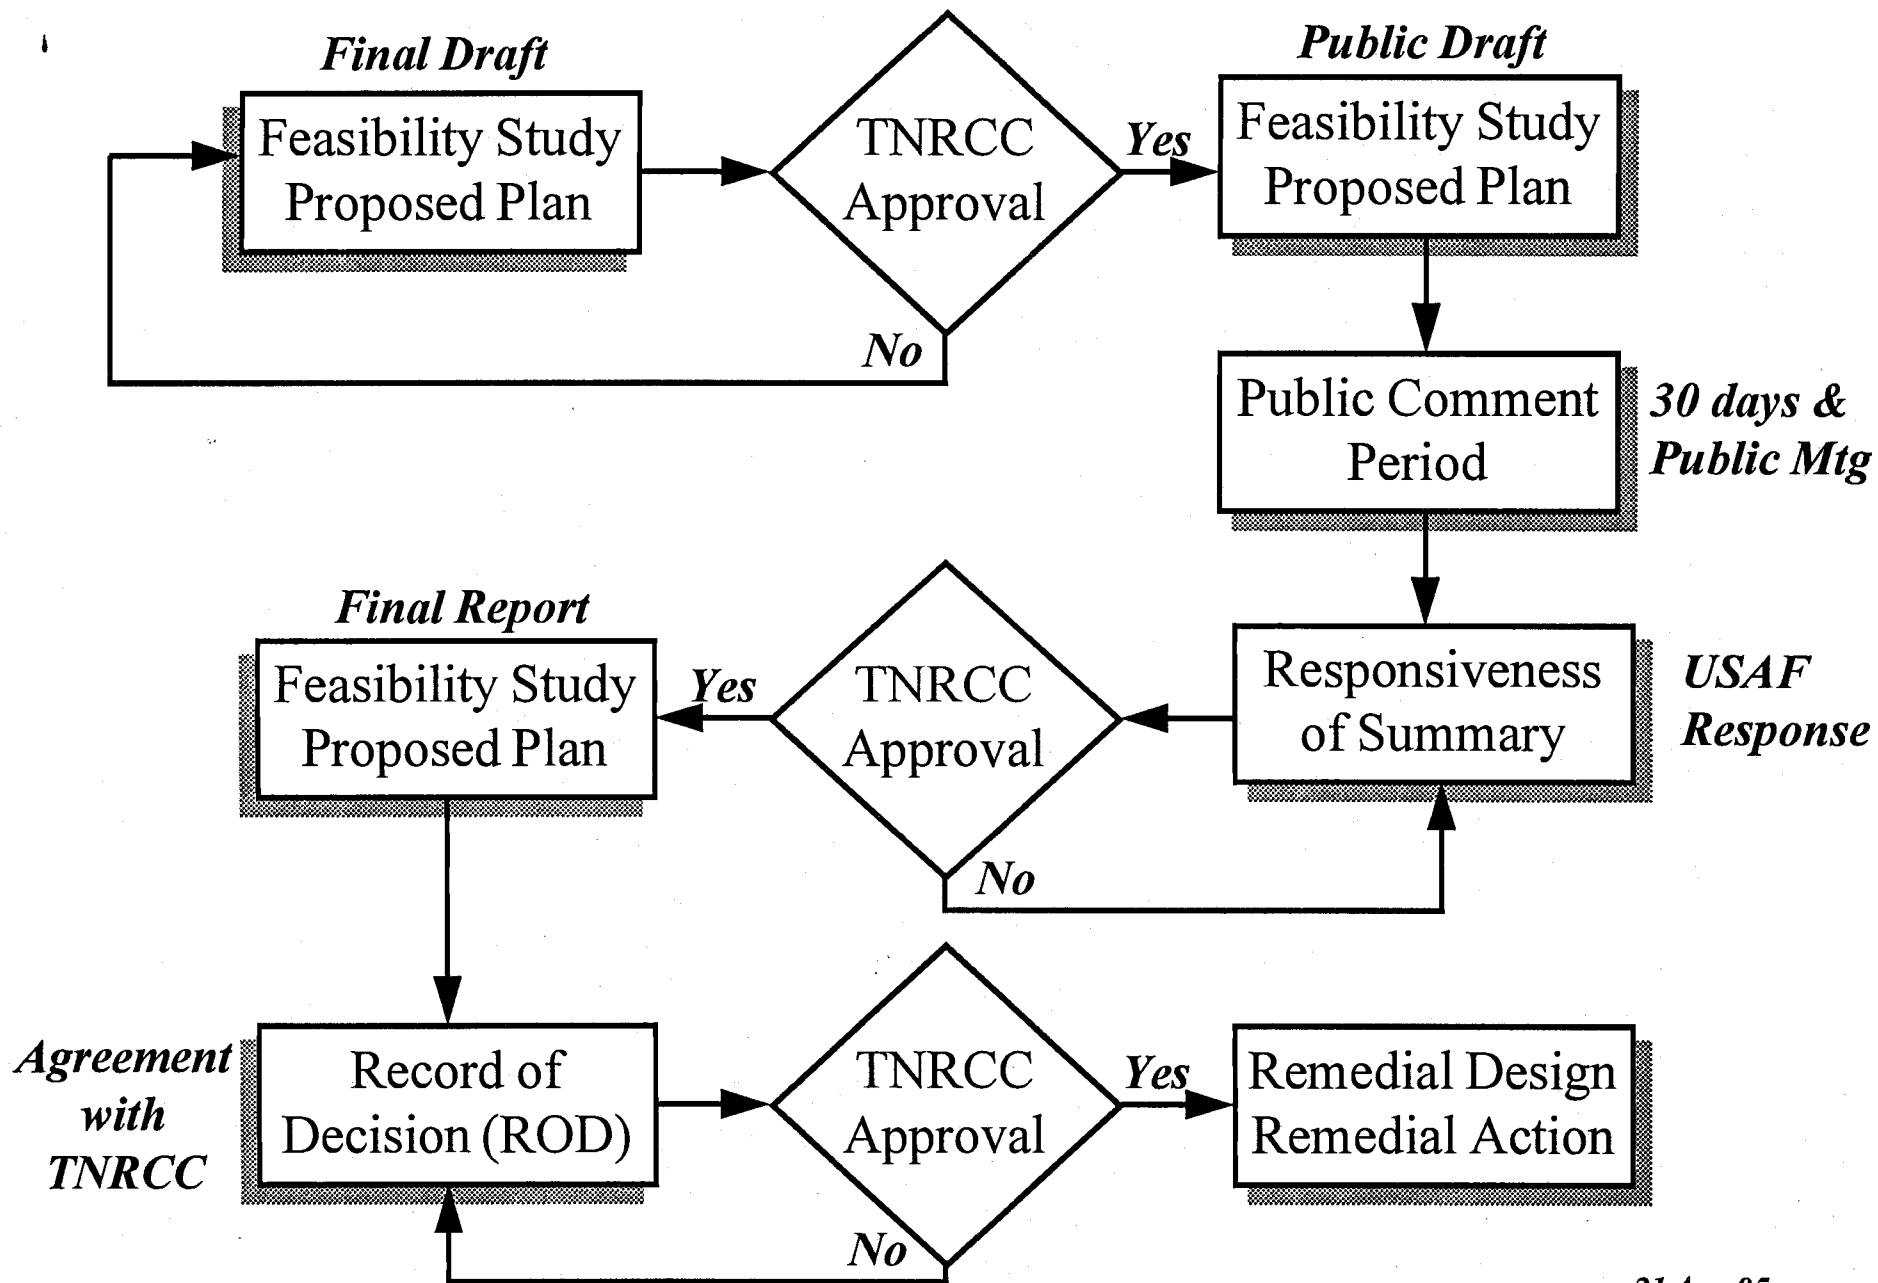 Final Draft
Feasibility Study
Proposed Plan
TNRCC
Approval
Yes
No
Public Draft
Feasibility Study
Proposed Plan
Public Comment
Period
30 days &
Public Mtg
Responsiveness
of Summary
USAF
Response
TNRCC
Approval
Yes
No
Final Report
Feasibility Study
Proposed Plan
Agreement
with
TNRCC
Record of
Decision (ROD)
TNRCC
Approval
Yes
No
Remedial Design
Remedial Action